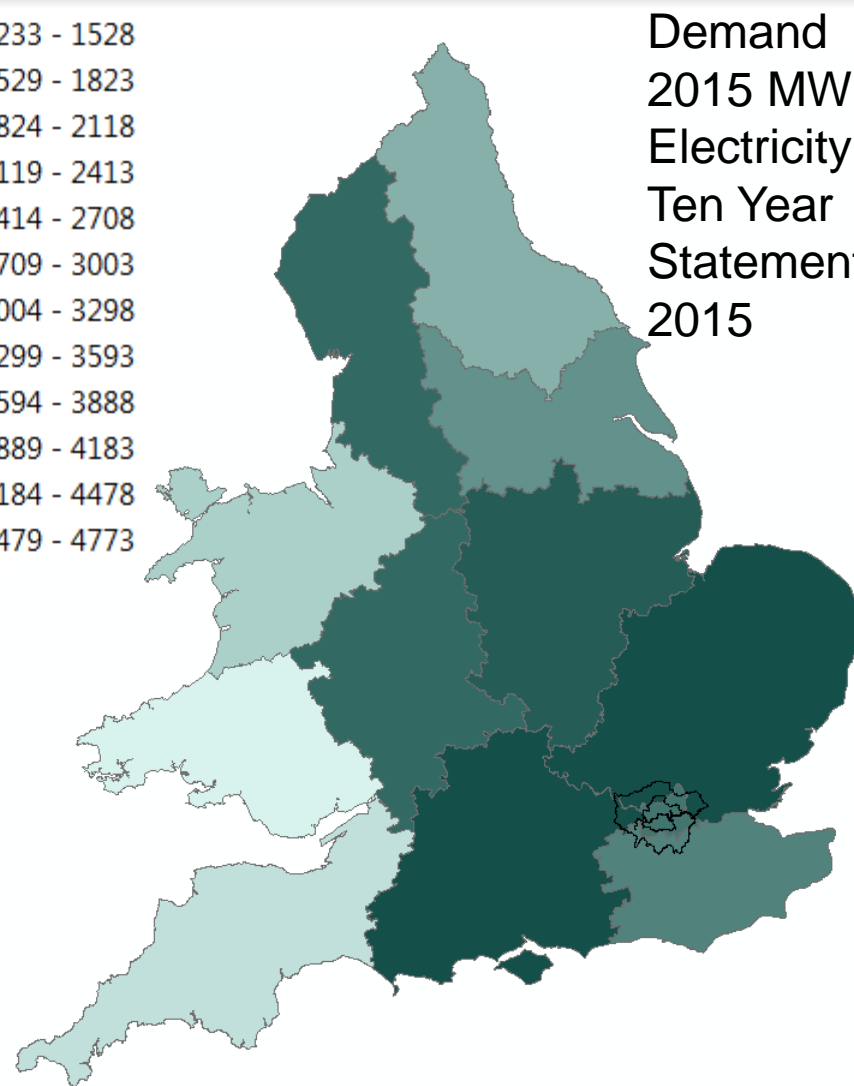 233 - 1528
529 - 1823
824 - 2118
119 - 2413
414 - 2708
709 - 3003
004 - 3298
299 - 3593
594 - 3888
889 - 4183
184 - 4478
479 - 4773
Demand
2015 MW
Electricity
Ten Year
Statement
2015